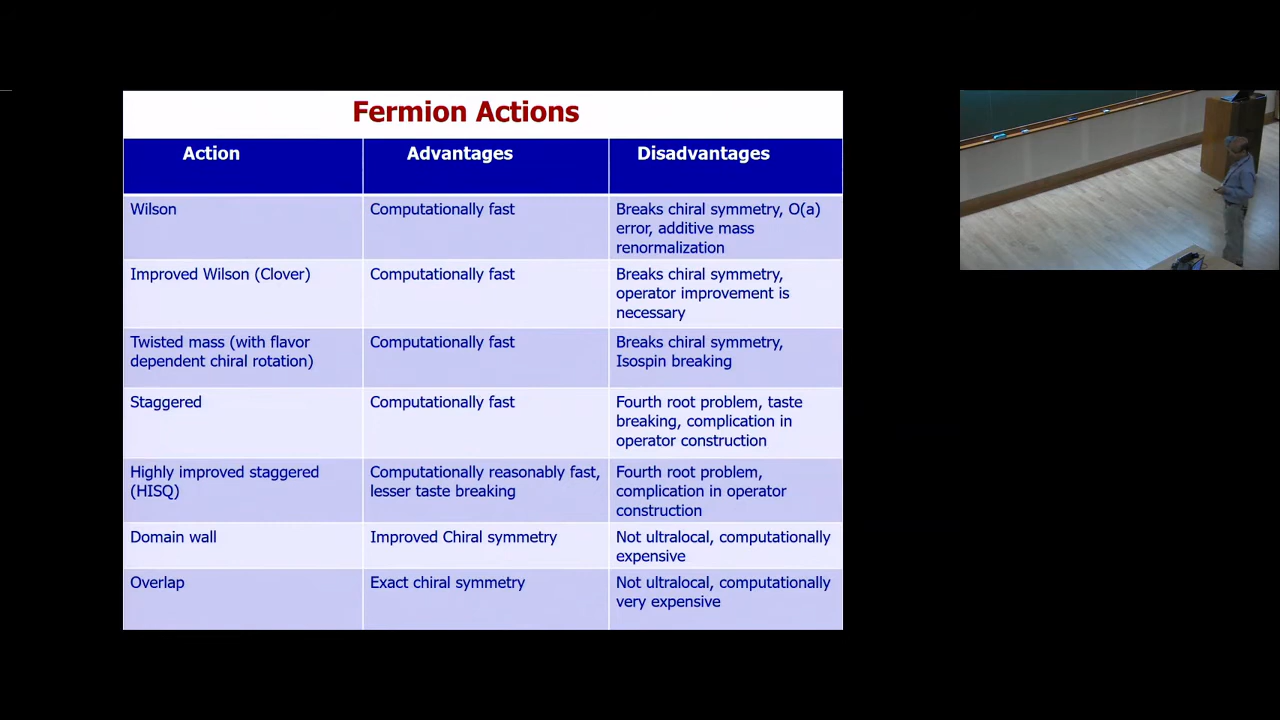 Fermion Actions
Action Advantages Disadvantages
Wilson
Computationally fast
Breaks chiral symmetry, O(a)
error, additive mass
renormalization
Improved Wilson (Clover)
Computationally fast
Breaks chiral symmetry,
operator improvement is
necessary
Twisted mass (with flavor
dependent chiral rotation)
Computationally fast
Breaks chiral symmetry,
Isospin breaking
Staggered
Computationally fast
Fourth root problem, taste
breaking, complication in
operator construction
Highly improved staggered
(HISQ)
Computationally reasonably fast,
lesser taste breaking
Fourth root problem,
complication in operator
construction
Domain wall
Improved Chiral symmetry
Not ultralocal, computationally
expensive
Overlap
Exact chiral symmetry
Not ultralocal, computationally
very expensive